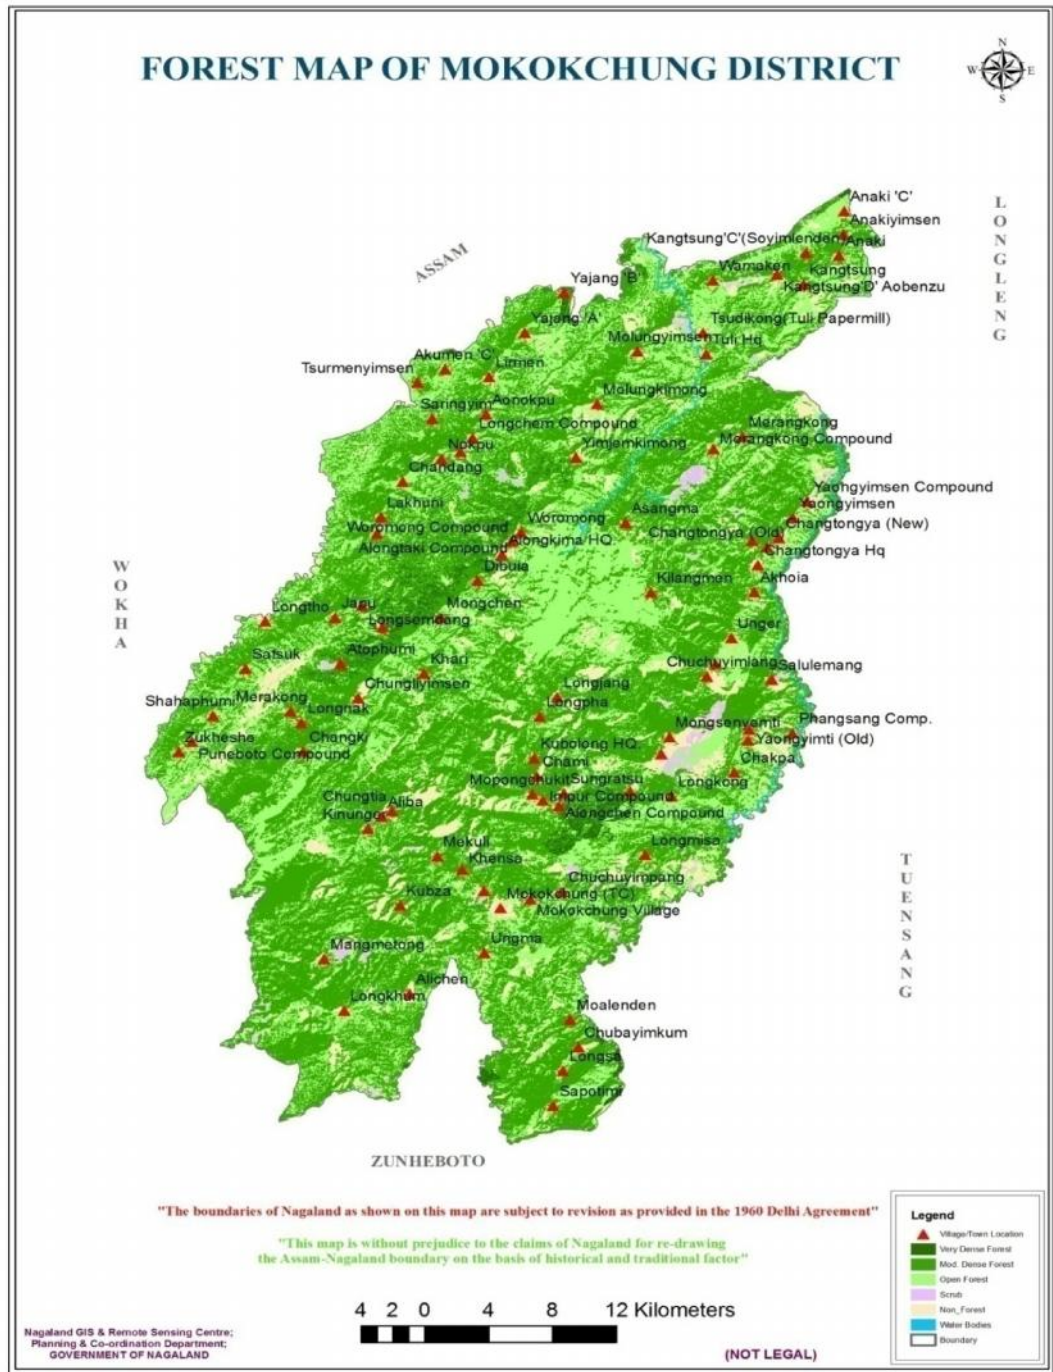 FOREST MAP OF MOKOKCHUNG DISTRICT
N
W E
S
LONGLENG
ASSAM
WOKHA
TUENSANG
ZUNHEBOTO
Anaki 'C'
Anakiyimsen
Kangtsung'C'(Soyimlenden)
Anaki
Wamaken
Kangtsung
Kangtsung'D' Aobenzu
Yajang 'B'
Yajang 'A'
Tsudikong(Tuli Papermill)
Molungyimsen
Tuli Hq
Akumen 'C'
Tsurmenyimsen
Lirmen
Molungkimong
Saringyim
Aonokpu
Longchem Compound
Merangkong
Merangkong Compound
Nokpu
Yimjemkimong
Chandang
Yaongyimsen Compound
Yaongyimsen
Lakhuni
Asangma
Changtongya (New)
Woromong Compound
Woromong
Changtongya (Old)
Alongtaki Compound
Alongkima HQ
Changtongya Hq
Dibuia
Kilangmen
Akhoia
Longtho
Japu
Mongchen
Longsemdang
Unger
Satsuk
Atophumi
Khari
Chuchuyimlang
Salulemang
Chungliyimsen
Longjang
Shahaphumi
Merakong
Longnak
Longpha
Mongsenyamti
Phangsang Comp.
Zukheshe
Changki
Yaongyimti (Old)
Puneboto Compound
Kubolong HQ.
Chami
Chakpa
Mopongchukit
Sungratsu
Longkong
Chungtia
Aliba
Impur Compound
Kinunger
Alongchen Compound
Mekuli
Longmisa
Khensa
Chuchuyimpang
Kubza
Mokokchung (TC)
Mokokchung Village
Ungma
Mangmetong
Alichen
Longkhum
Moalenden
Chubayimkum
Longsa
Sapotimi
"The boundaries of Nagaland as shown on this map are subject to revision as provided in the 1960 Delhi Agreement"
"This map is without prejudice to the claims of Nagaland for re-drawing
the Assam-Nagaland boundary on the basis of historical and traditional factor"
4 2 0 4 8 12 Kilometers
Nagaland GIS & Remote Sensing Centre;
Planning & Co-ordination Department;
GOVERNMENT OF NAGALAND
(NOT LEGAL)
Legend
Village/Town Location
Very Dense Forest
Mod. Dense Forest
Open Forest
Scrub
Non_Forest
Water Bodies
Boundary